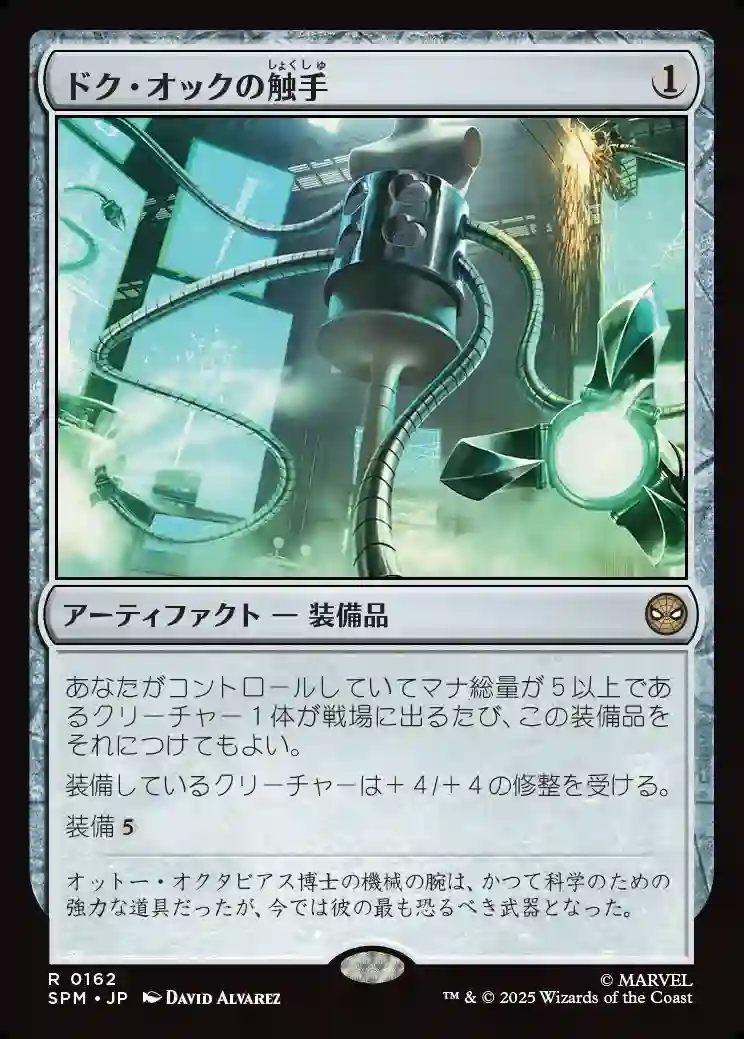 しょくしゅ
ドク・オックの触手
1
アーティファクト — 装備品
あなたがコントロールしていてマナ総量が５以上であ
るクリーチャー１体が戦場に出るたび、この装備品を
それにつけてもよい。
装備しているクリーチャーは＋４/＋４の修整を受ける。
装備 5
オットー・オクタビアス博士の機械の腕は、かつて科学のための
強力な道具だったが、今では彼の最も恐るべき武器となった。
R 0162
SPM • JP DAVID ALVAREZ
© MARVEL
™ & © 2025 Wizards of the Coast